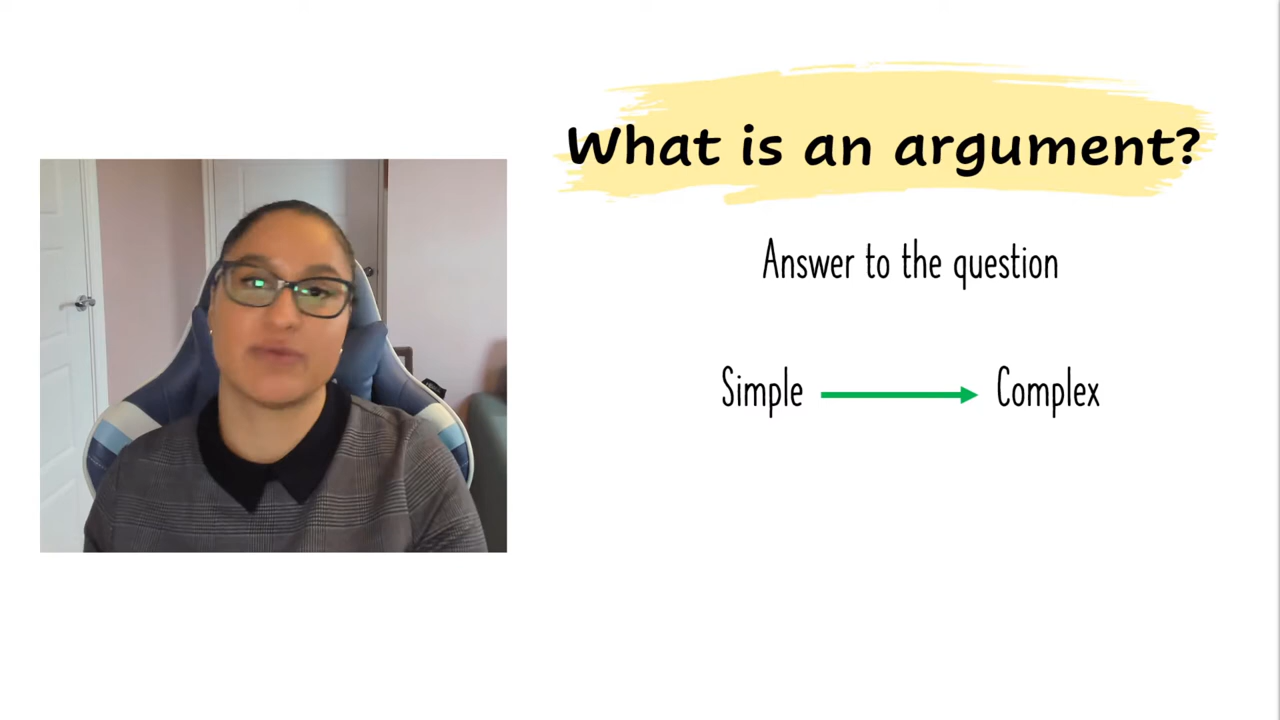 What is an argument?
Answer to the question
Simple Complex